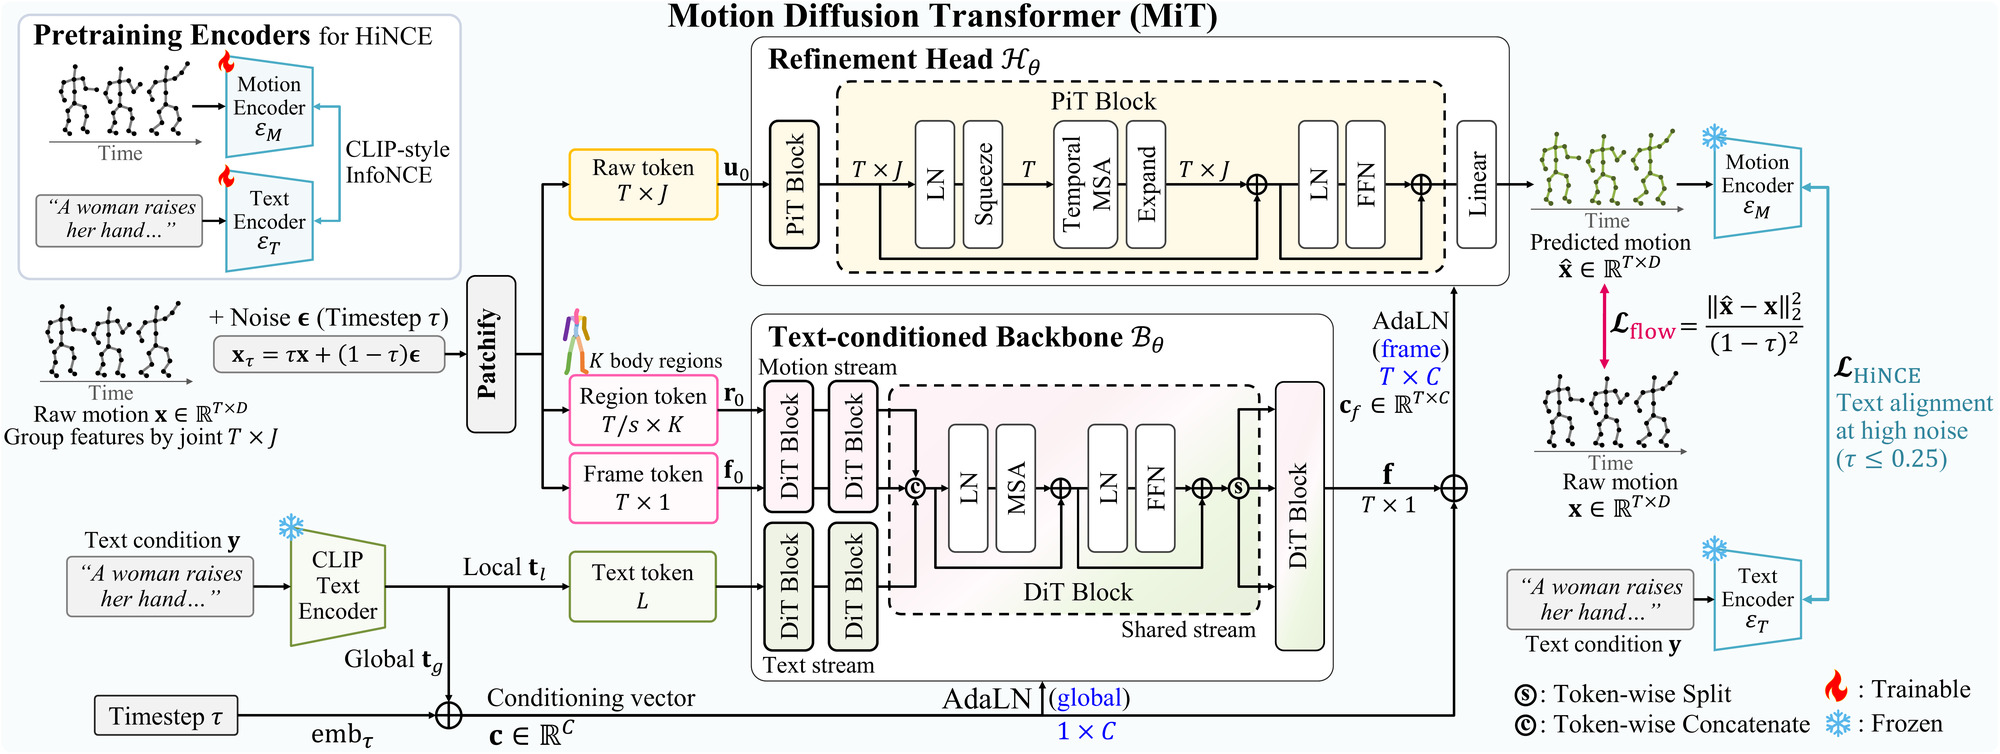 Motion Diffusion Transformer (MiT)
Pretraining Encoders for HiNCE
Time
Motion
Encoder
ℰ_M
"A woman raises
her hand…"
Text
Encoder
ℰ_T
CLIP-style
InfoNCE
Time
Raw motion x ∈ ℝ^{T×D}
Group features by joint T × J
+ Noise ϵ (Timestep τ)
x_τ = τx + (1 − τ)ϵ
Patchify
Raw token
T × J
u_0
K body regions
Region token
T/s × K
r_0
Frame token
T × 1
f_0
Text condition y
"A woman raises
her hand…"
CLIP
Text
Encoder
Local t_l
Text token
L
Global t_g
Timestep τ
emb_τ
Conditioning vector
c ∈ ℝ^C
AdaLN (global)
1 × C
Refinement Head ℋ_θ
PiT Block
PiT Block
T × J
LN
Squeeze
T
Temporal
MSA
Expand
T × J
LN
FFN
Linear
Text-conditioned Backbone ℬ_θ
Motion stream
DiT Block
DiT Block
DiT Block
DiT Block
Text stream
c
LN
MSA
LN
FFN
s
DiT Block
Shared stream
DiT Block
AdaLN
(frame)
T × C
c_f ∈ ℝ^{T×C}
f
T × 1
Time
Predicted motion
x̂ ∈ ℝ^{T×D}
ℒ_flow = ‖x̂ − x‖_2^2 / (1 − τ)^2
Time
Raw motion
x ∈ ℝ^{T×D}
Motion
Encoder
ℰ_M
ℒ_HiNCE
Text alignment
at high noise
(τ ≤ 0.25)
"A woman raises
her hand…"
Text condition y
Text
Encoder
ℰ_T
s : Token-wise Split
c : Token-wise Concatenate
: Trainable
: Frozen